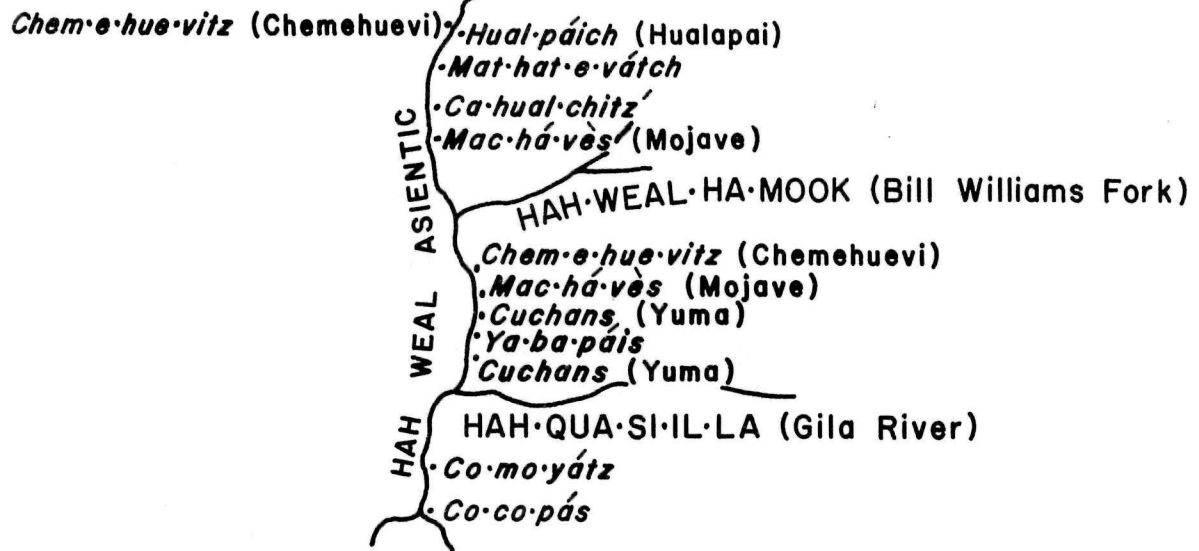 Chem·e·hue·vitz (Chemehuevi)
Hual·páich (Hualapai)
Mat·hat·e·vátch
Ca·hual·chitz´
Mac·há·vès´ (Mojave)
HAH·WEAL·HA·MOOK (Bill Williams Fork)
HAH WEAL ASIENTIC
Chem·e·hue·vitz (Chemehuevi)
Mac·há·vès (Mojave)
Cuchans (Yuma)
Ya·ba·páis
Cuchans (Yuma)
HAH·QUA·SI·IL·LA (Gila River)
Co·mo·yátz
Co·co·pás